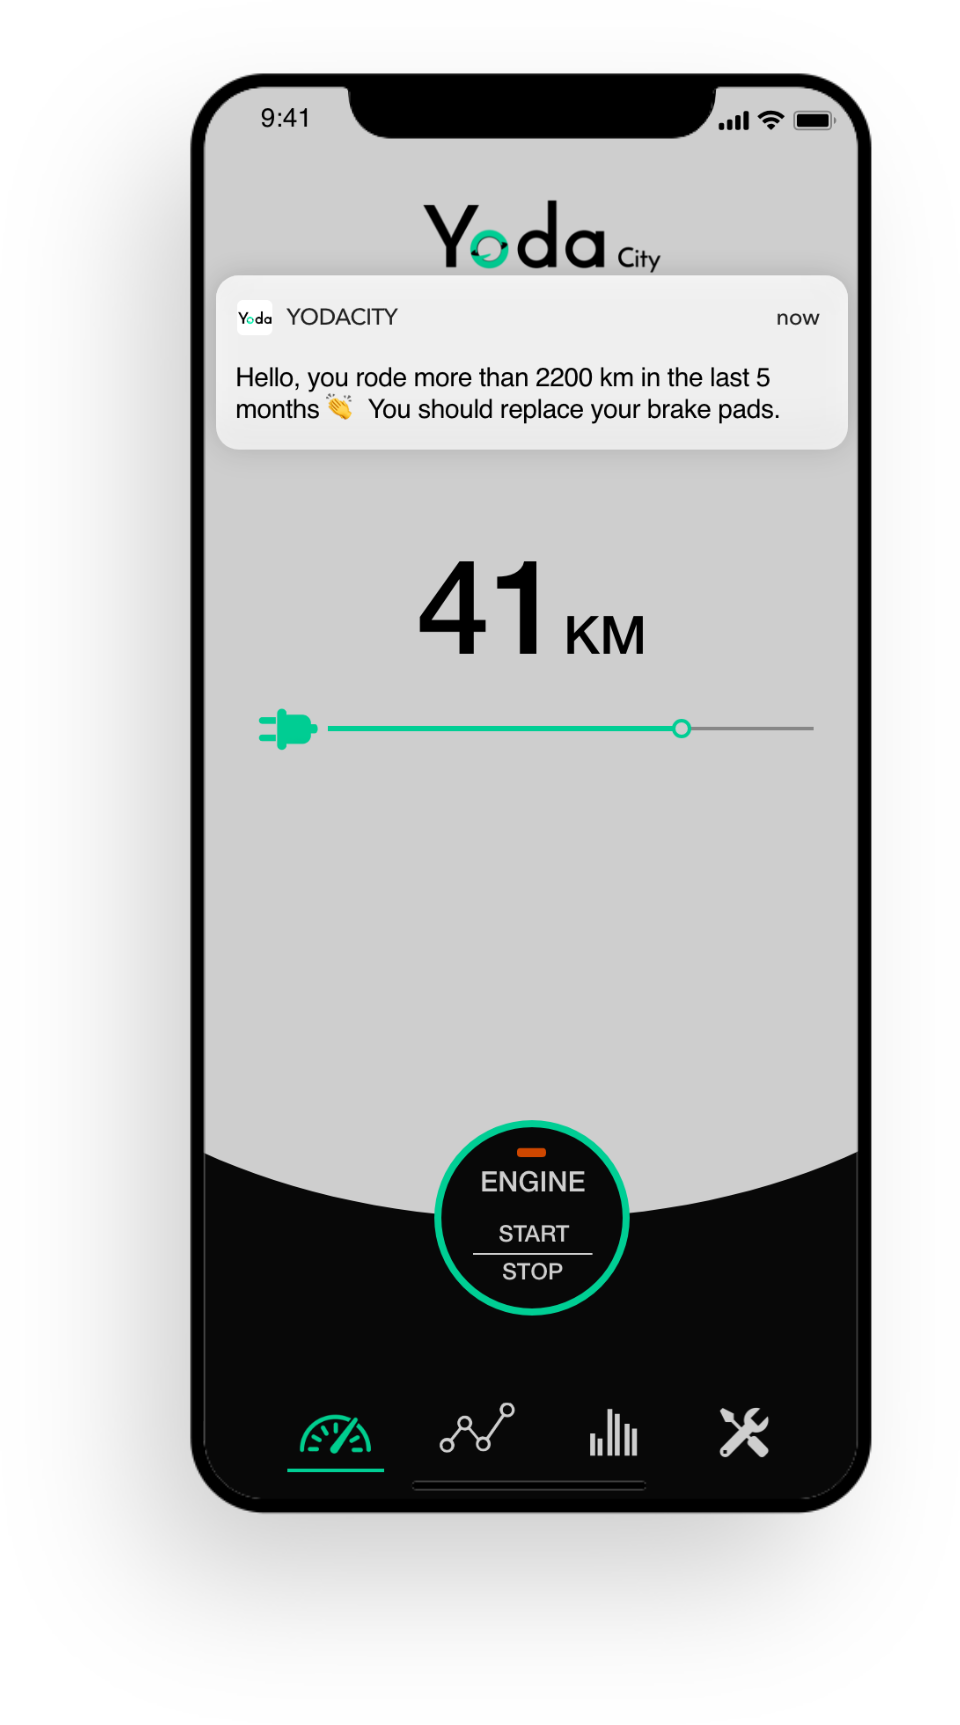 9:41
Yoda City
Yoda YODACITY now
Hello, you rode more than 2200 km in the last 5
months 👏 You should replace your brake pads.
41 KM
ENGINE
START
STOP